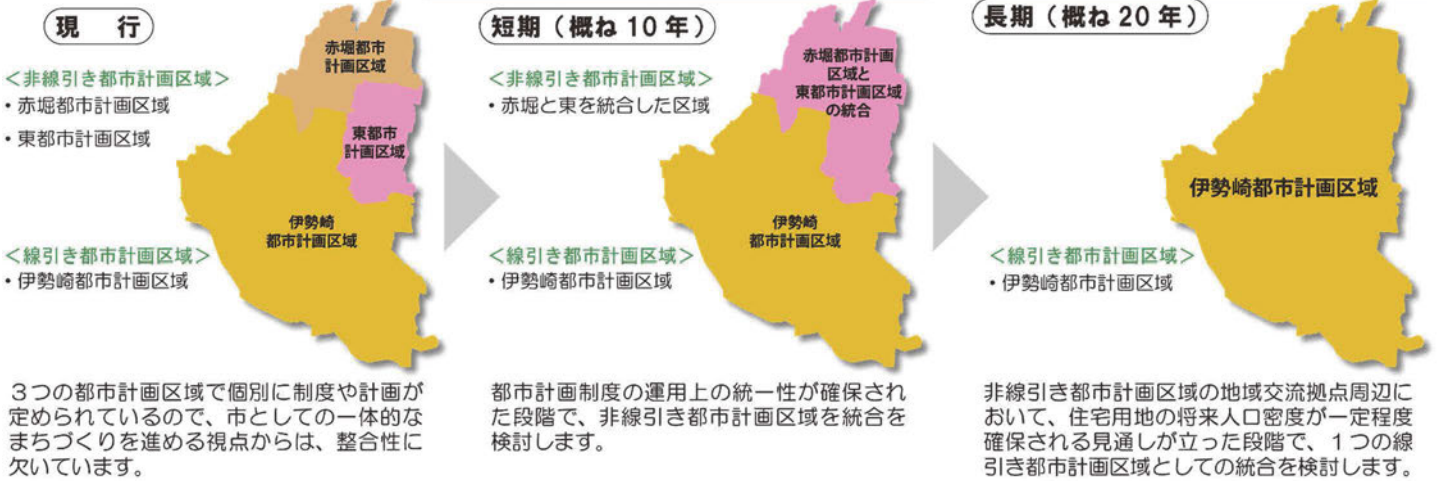 現 行
<非線引き都市計画区域>
・赤堀都市計画区域
・東都市計画区域
<線引き都市計画区域>
・伊勢崎都市計画区域
赤堀都市
計画区域
東都市
計画区域
伊勢崎
都市計画区域
3つの都市計画区域で個別に制度や計画が
定められているので、市としての一体的な
まちづくりを進める視点からは、整合性に
欠いています。
短期(概ね 10 年)
<非線引き都市計画区域>
・赤堀と東を統合した区域
<線引き都市計画区域>
・伊勢崎都市計画区域
赤堀都市計画
区域と
東都市計画区域
の統合
伊勢崎
都市計画区域
都市計画制度の運用上の統一性が確保され
た段階で、非線引き都市計画区域を統合を
検討します。
長期(概ね 20 年)
<線引き都市計画区域>
・伊勢崎都市計画区域
伊勢崎都市計画区域
非線引き都市計画区域の地域交流拠点周辺に
おいて、住宅用地の将来人口密度が一定程度
確保される見通しが立った段階で、1つの線
引き都市計画区域としての統合を検討します。